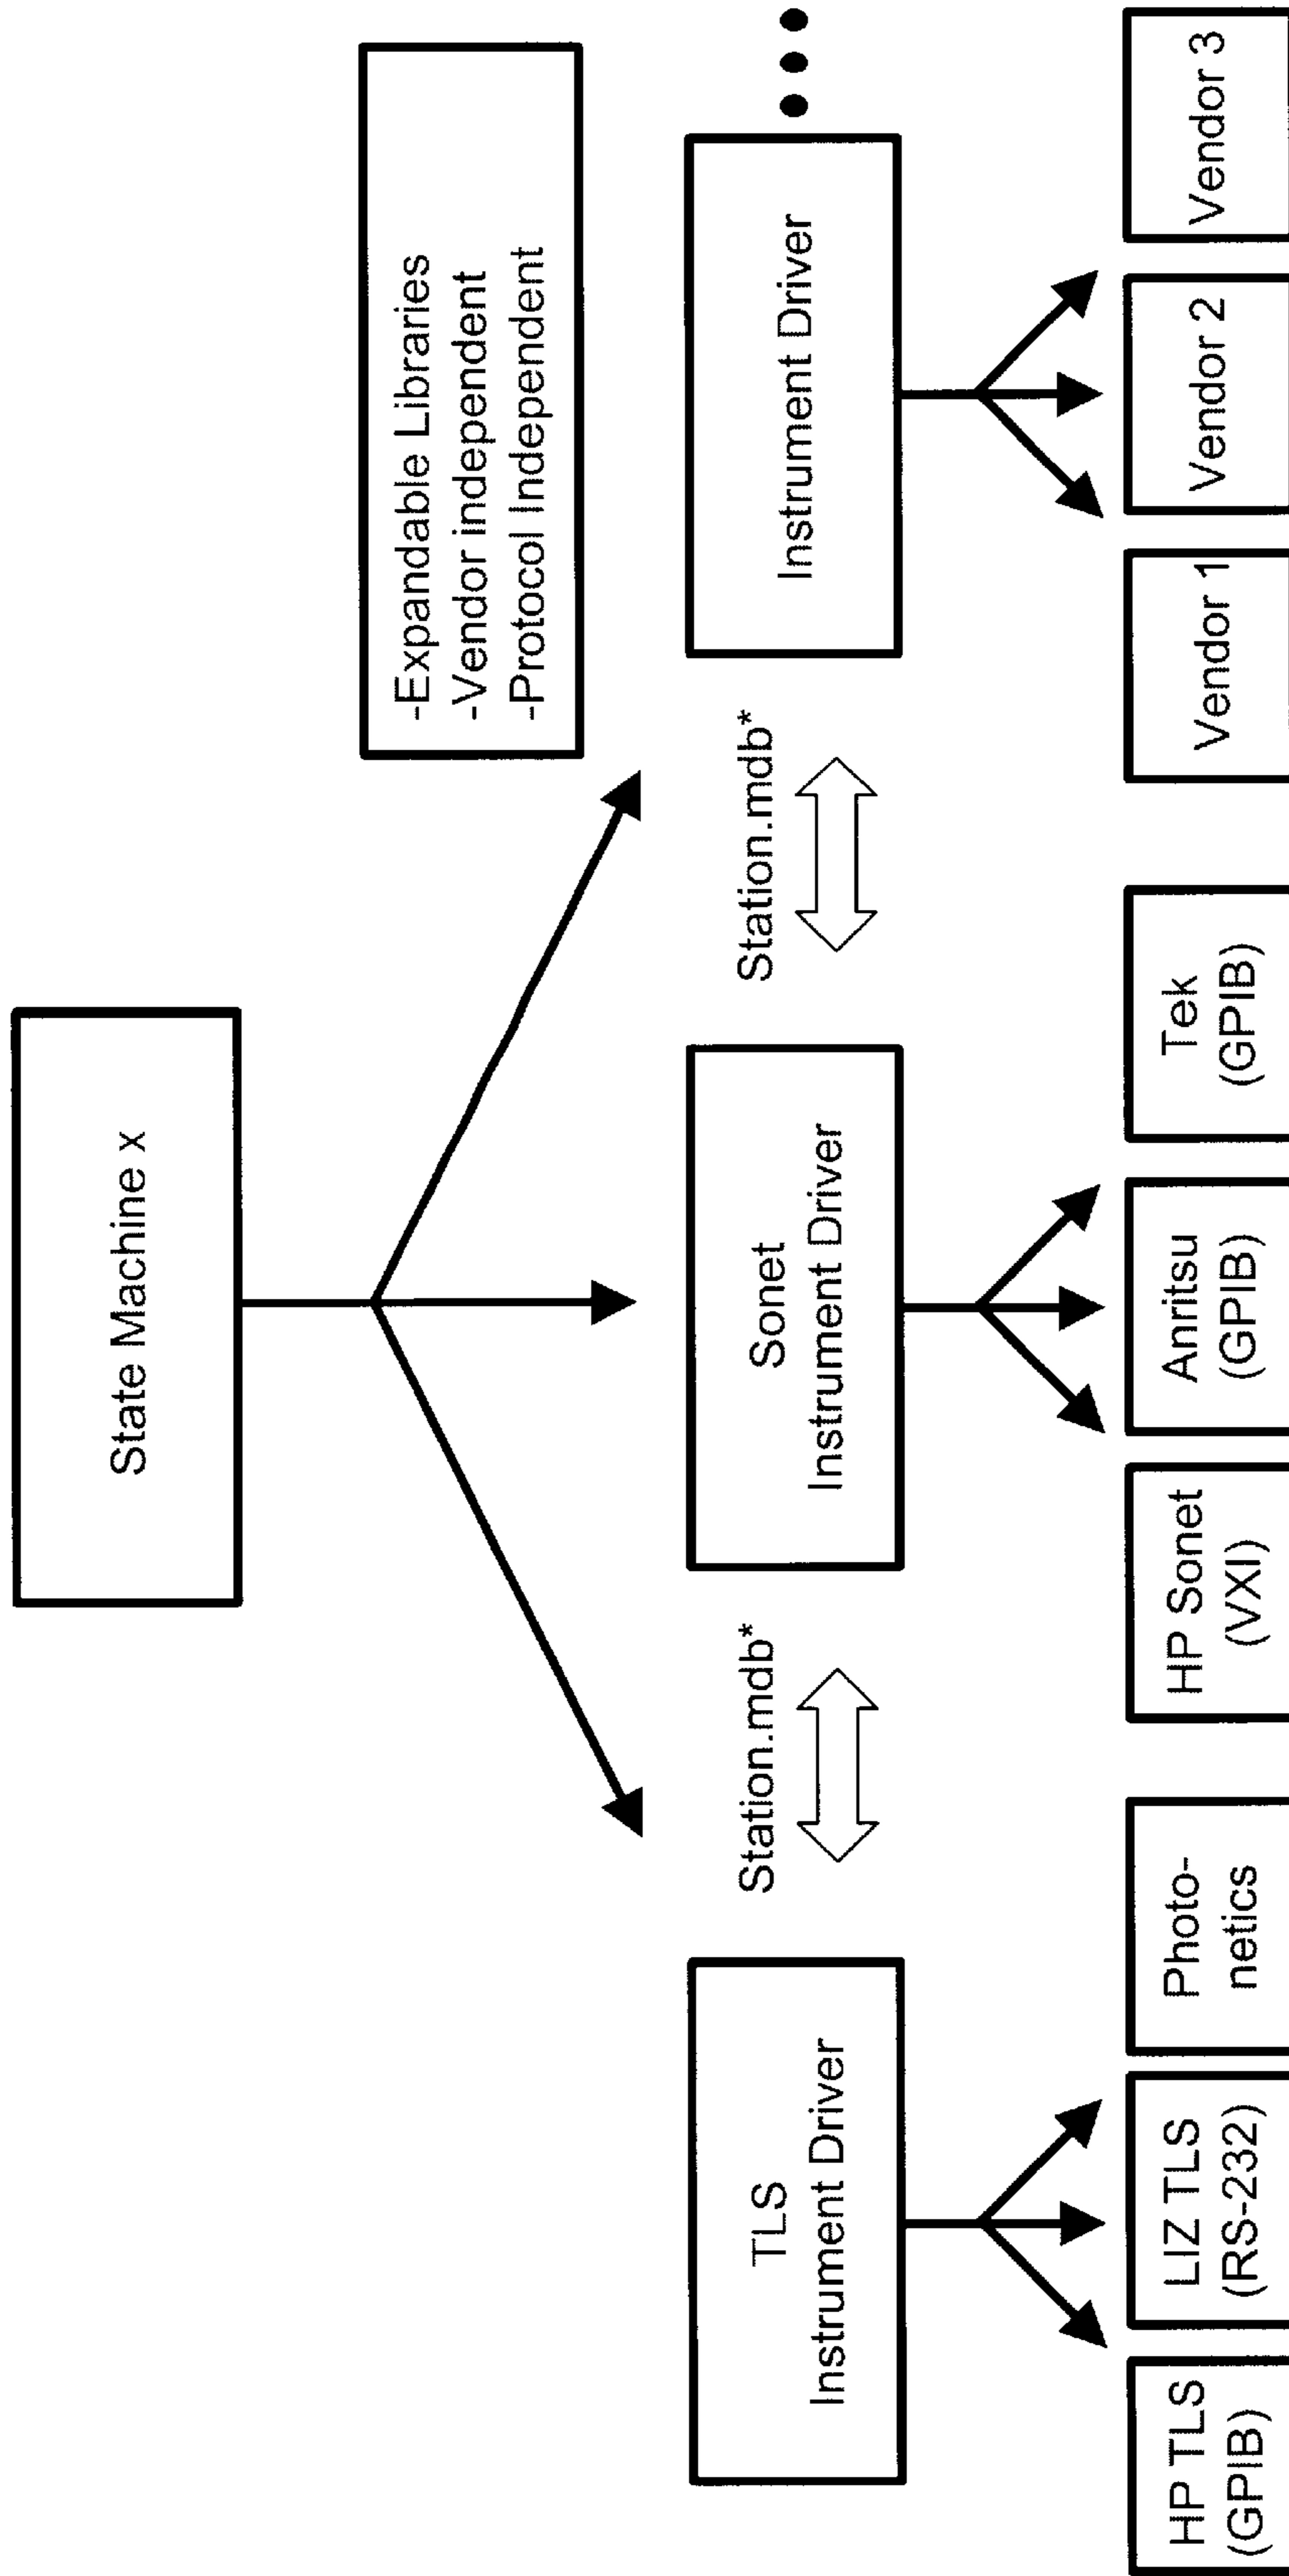 State Machine x
-Expandable Libraries
-Vendor independent
-Protocol Independent
TLS
Instrument Driver
Station.mdb*
Sonet
Instrument Driver
Station.mdb*
Instrument Driver
HP TLS
(GPIB)
LIZ TLS
(RS-232)
Photo-
netics
HP Sonet
(VXI)
Anritsu
(GPIB)
Tek
(GPIB)
Vendor 1
Vendor 2
Vendor 3